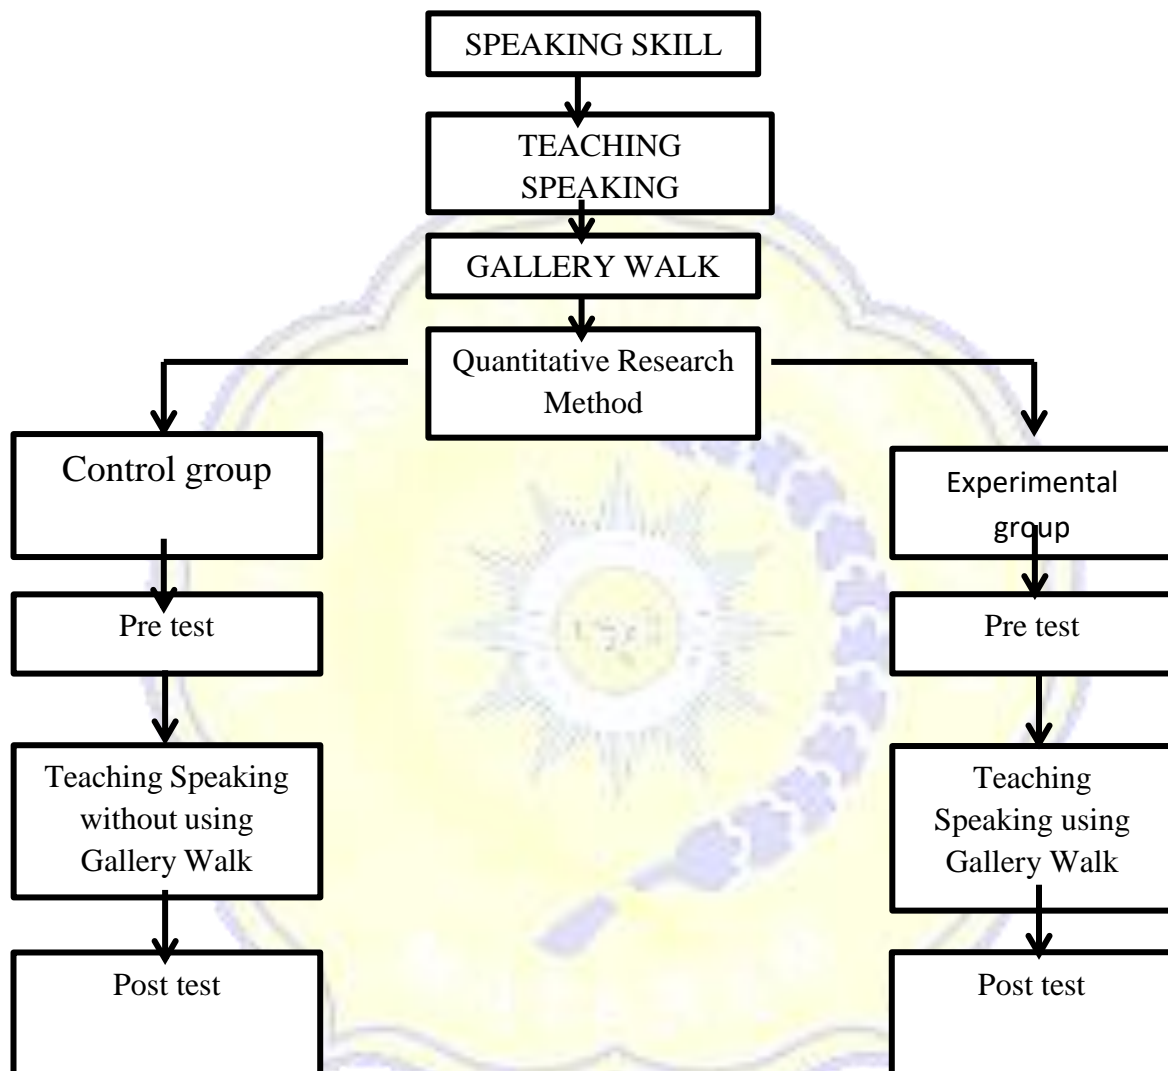 SPEAKING SKILL
TEACHING
SPEAKING
GALLERY WALK
Quantitative Research
Method
Control group
Experimental
group
Pre test
Pre test
Teaching Speaking
without using
Gallery Walk
Teaching
Speaking using
Gallery Walk
Post test
Post test